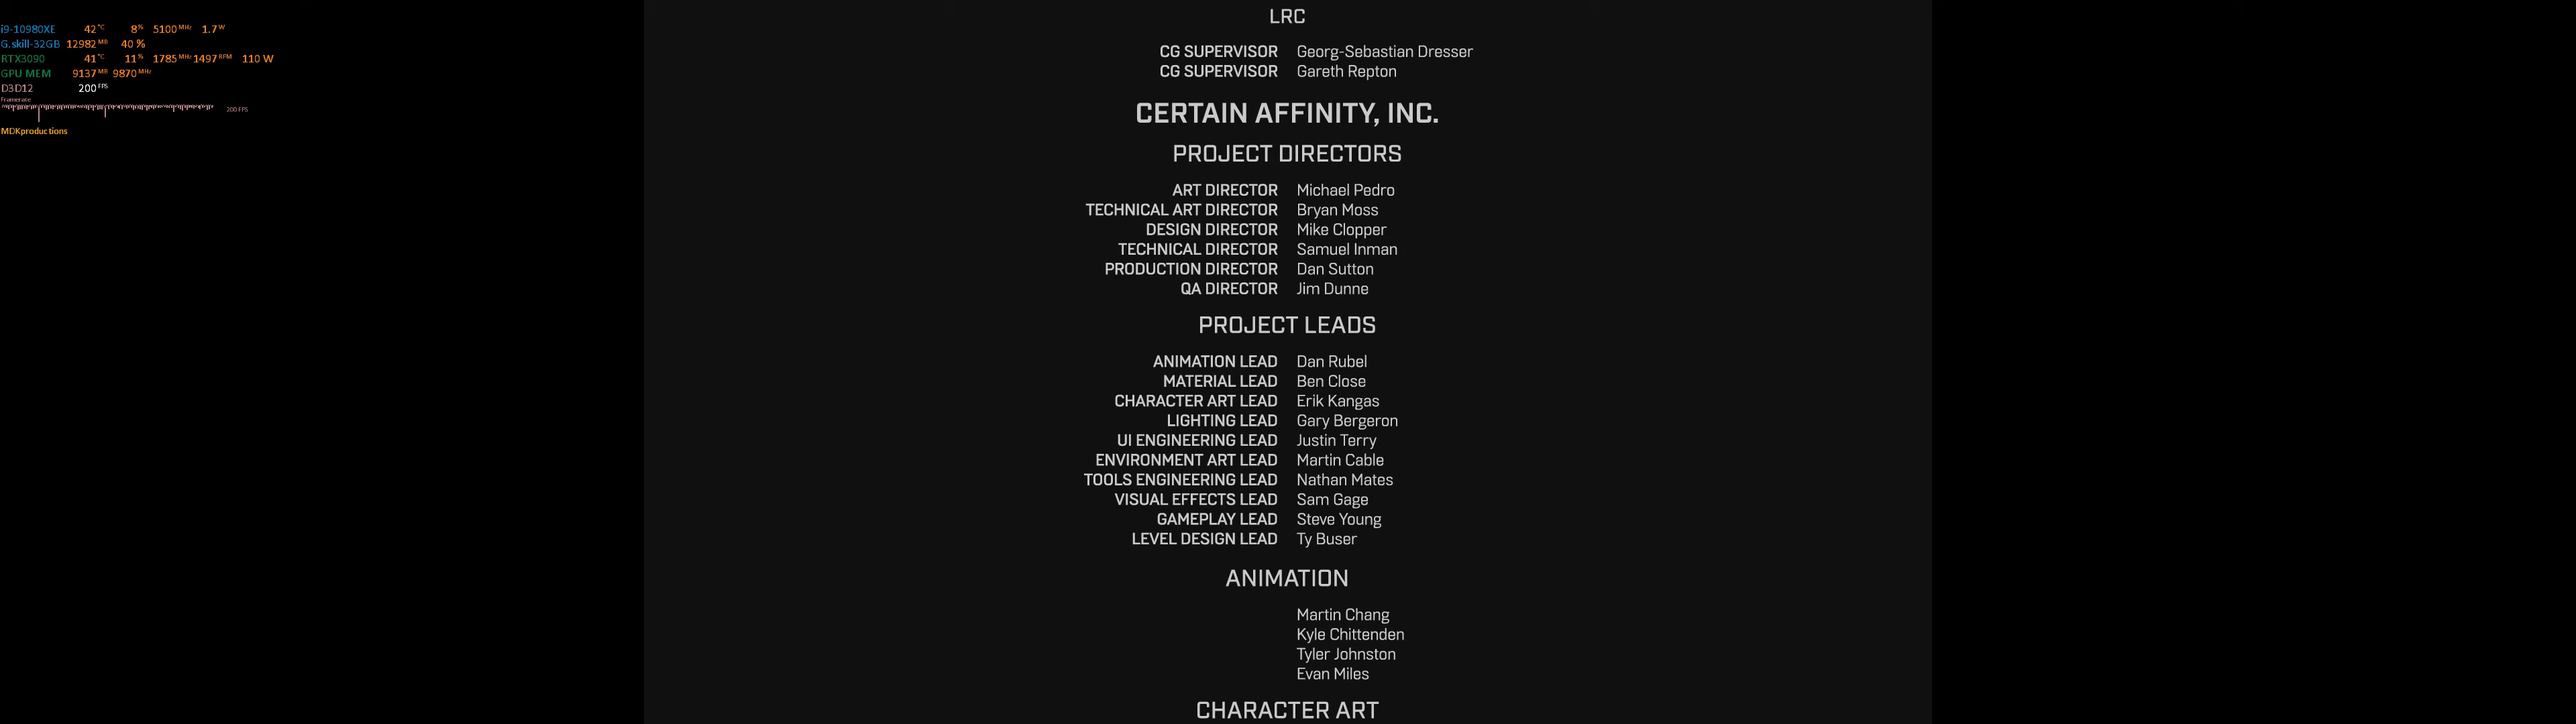 i9-10980XE 42°C 8% 5100MHz 1.7W
G.skill-32GB 12982MB 40 %
RTX3090 41°C 11% 1785MHz 1497RPM 110 W
GPU MEM 9137MB 9870MHz
D3D12 200FPS
Framerate
200 FPS
MDKproductions
LRC
CG SUPERVISOR Georg-Sebastian Dresser
CG SUPERVISOR Gareth Repton
CERTAIN AFFINITY, INC.
PROJECT DIRECTORS
ART DIRECTOR Michael Pedro
TECHNICAL ART DIRECTOR Bryan Moss
DESIGN DIRECTOR Mike Clopper
TECHNICAL DIRECTOR Samuel Inman
PRODUCTION DIRECTOR Dan Sutton
QA DIRECTOR Jim Dunne
PROJECT LEADS
ANIMATION LEAD Dan Rubel
MATERIAL LEAD Ben Close
CHARACTER ART LEAD Erik Kangas
LIGHTING LEAD Gary Bergeron
UI ENGINEERING LEAD Justin Terry
ENVIRONMENT ART LEAD Martin Cable
TOOLS ENGINEERING LEAD Nathan Mates
VISUAL EFFECTS LEAD Sam Gage
GAMEPLAY LEAD Steve Young
LEVEL DESIGN LEAD Ty Buser
ANIMATION
Martin Chang
Kyle Chittenden
Tyler Johnston
Evan Miles
CHARACTER ART